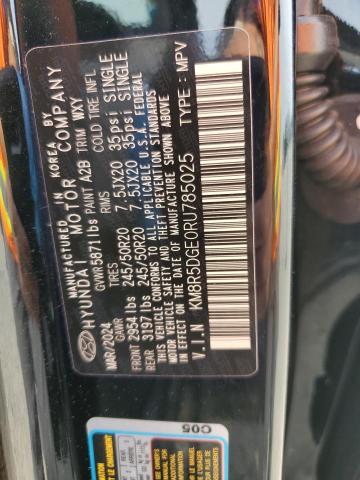 MANUFACTURED IN KOREA BY
HYUNDAI MOTOR COMPANY
GVWR5871lbs PAINT A2B TRIM WXY
MAR/2024 GAWR TIRES RIMS COLD TIRE INFL
FRONT 2954 lbs 245/50R20 7,5JX20 35psi SINGLE
REAR 3197 lbs 245/50R20 7,5JX20 35psi SINGLE
THIS VEHICLE CONFORMS TO ALL APPLICABLE U.S.A. FEDERAL
MOTOR VEHICLE SAFETY AND THEFT PREVENTION STANDARDS
IN EFFECT ON THE DATE OF MANUFACTURE SHOWN ABOVE
V.I.N KM8R5DGE0RU785025 TYPE : MPV
C05